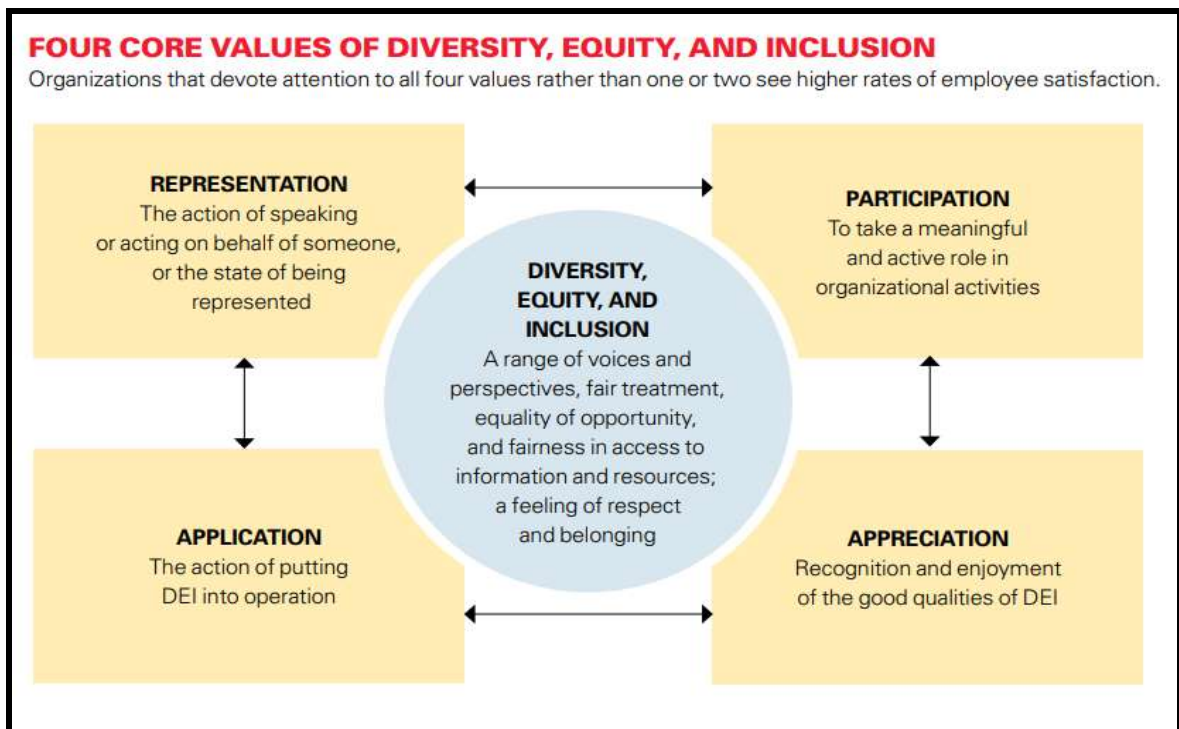 FOUR CORE VALUES OF DIVERSITY, EQUITY, AND INCLUSION
Organizations that devote attention to all four values rather than one or two see higher rates of employee satisfaction.
REPRESENTATION
The action of speaking
or acting on behalf of someone,
or the state of being
represented
PARTICIPATION
To take a meaningful
and active role in
organizational activities
DIVERSITY,
EQUITY, AND
INCLUSION
A range of voices and
perspectives, fair treatment,
equality of opportunity,
and fairness in access to
information and resources;
a feeling of respect
and belonging
APPLICATION
The action of putting
DEI into operation
APPRECIATION
Recognition and enjoyment
of the good qualities of DEI